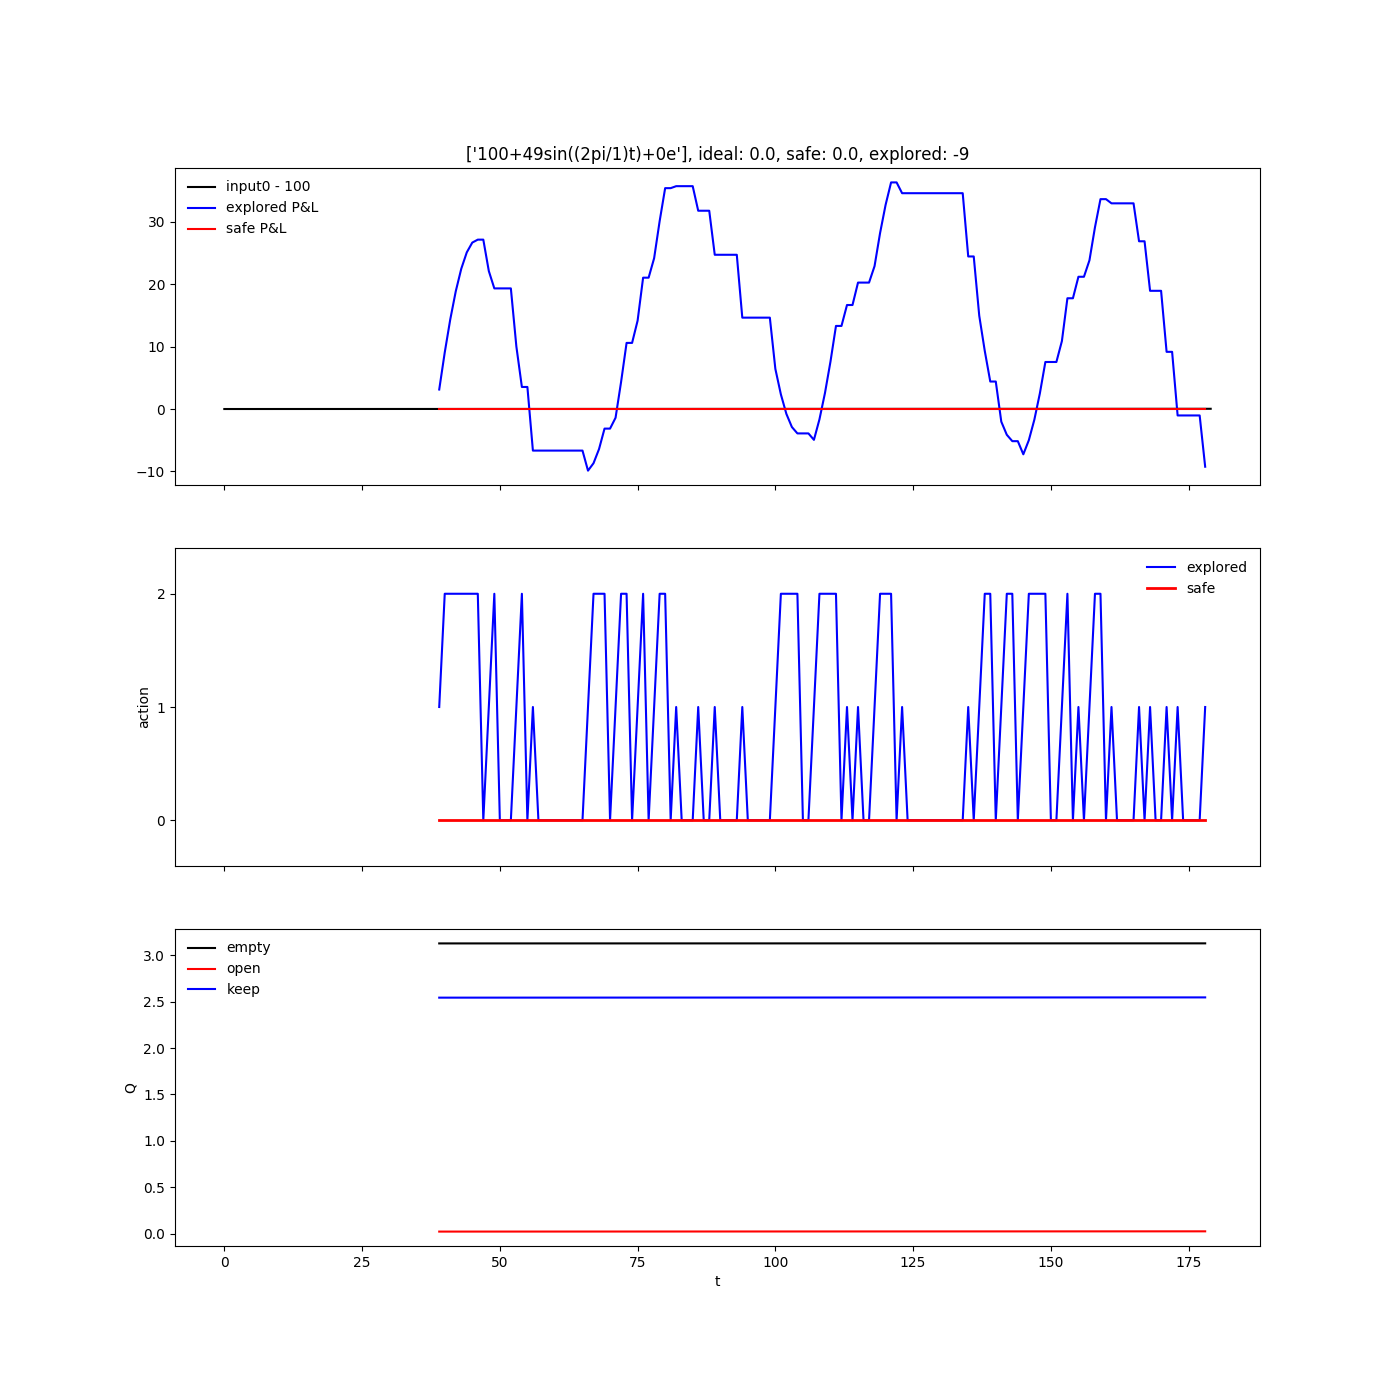 ['100+49sin((2pi/1)t)+0e'], ideal: 0.0, safe: 0.0, explored: -9
input0 - 100
explored P&L
safe P&L
30
20
10
0
−10
explored
safe
2
1
0
action
empty
open
keep
3.0
2.5
2.0
1.5
1.0
0.5
0.0
Q
0 25 50 75 100 125 150 175
t